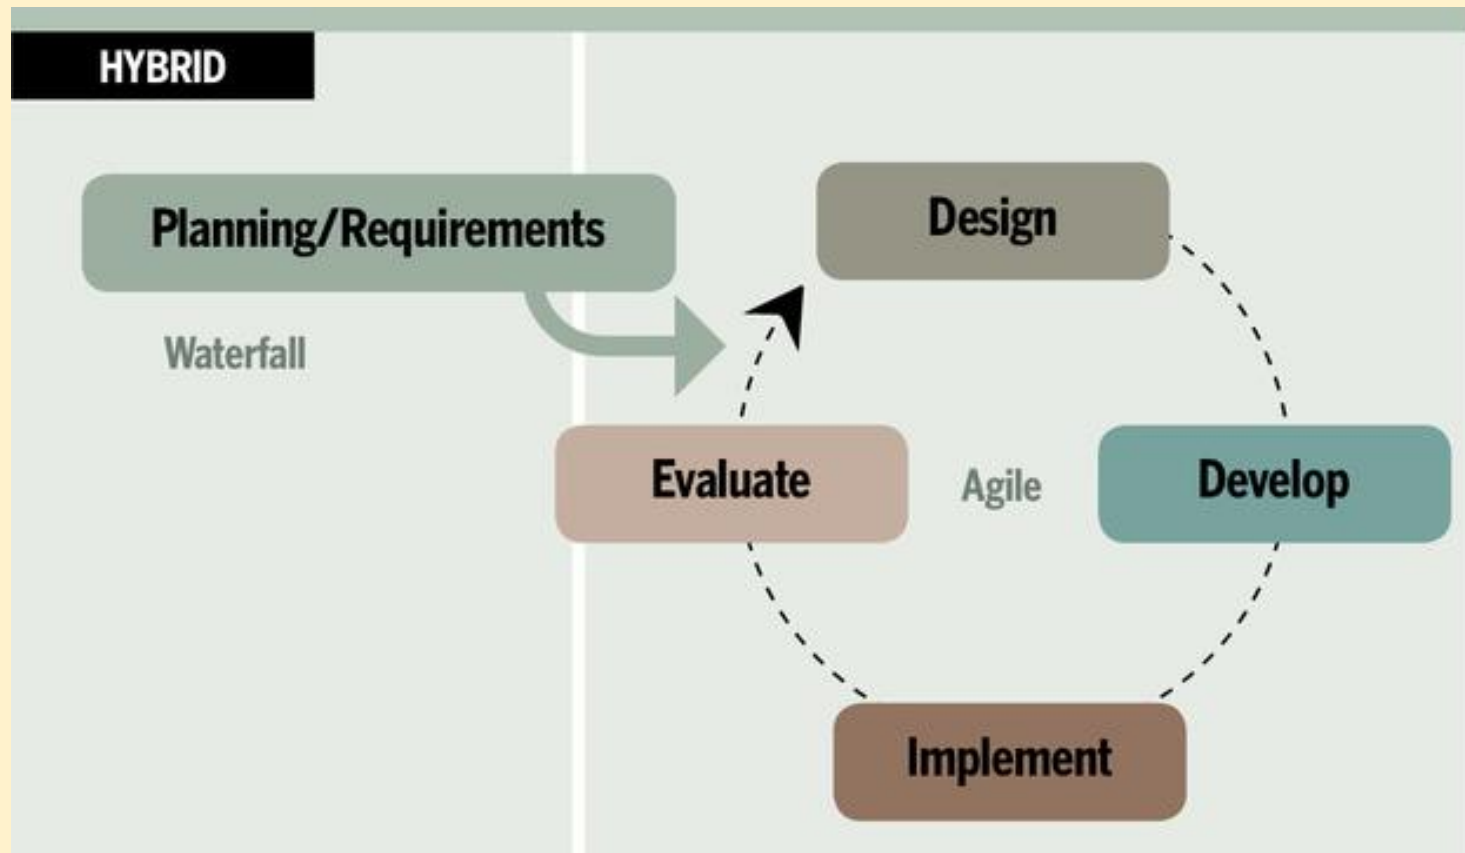 HYBRID
Planning/Requirements
Waterfall
Design
Evaluate
Agile
Develop
Implement